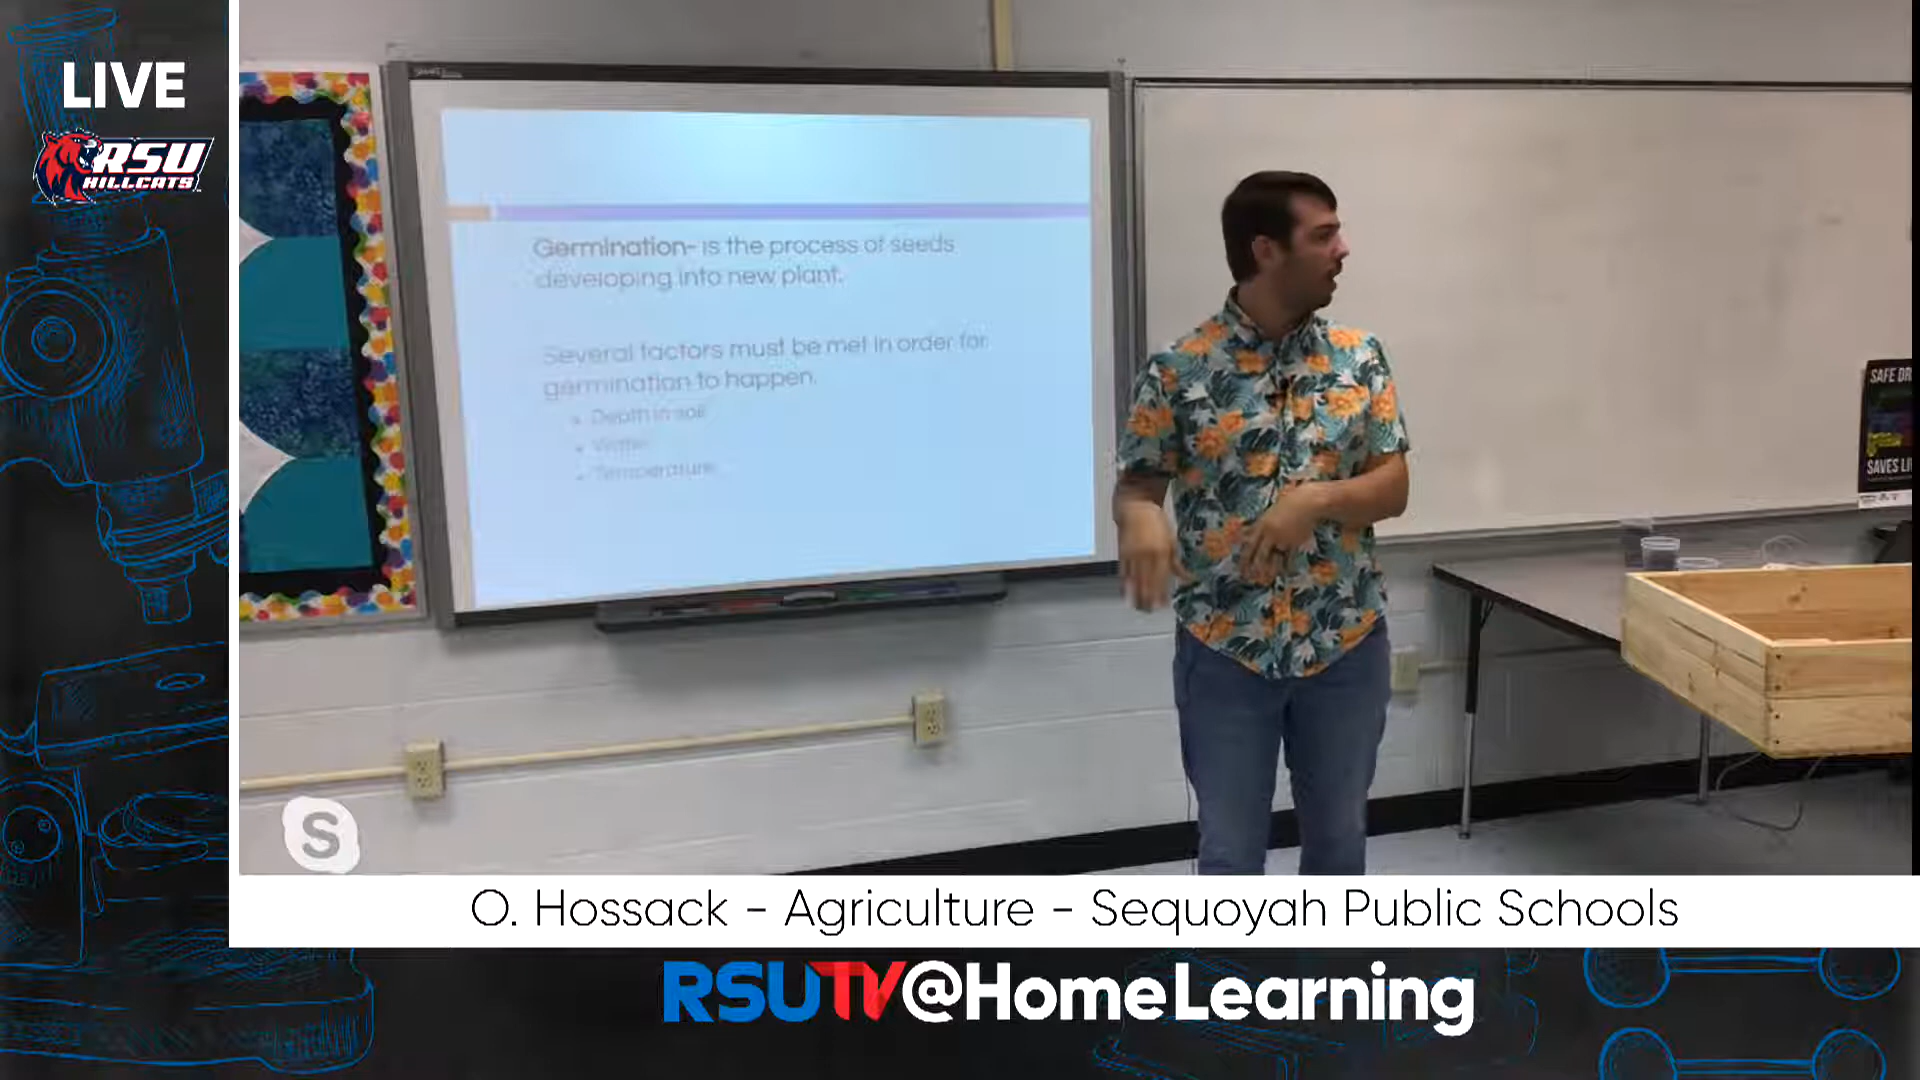 LIVE
RSU
HILLCATS
Germination- is the process of seeds
developing into new plant.
Several factors must be met in order for
germination to happen.
• Depth in soil
• Water
• Temperature
SAFE DR
SAVES LI
S
O. Hossack - Agriculture - Sequoyah Public Schools
RSUTV@HomeLearning